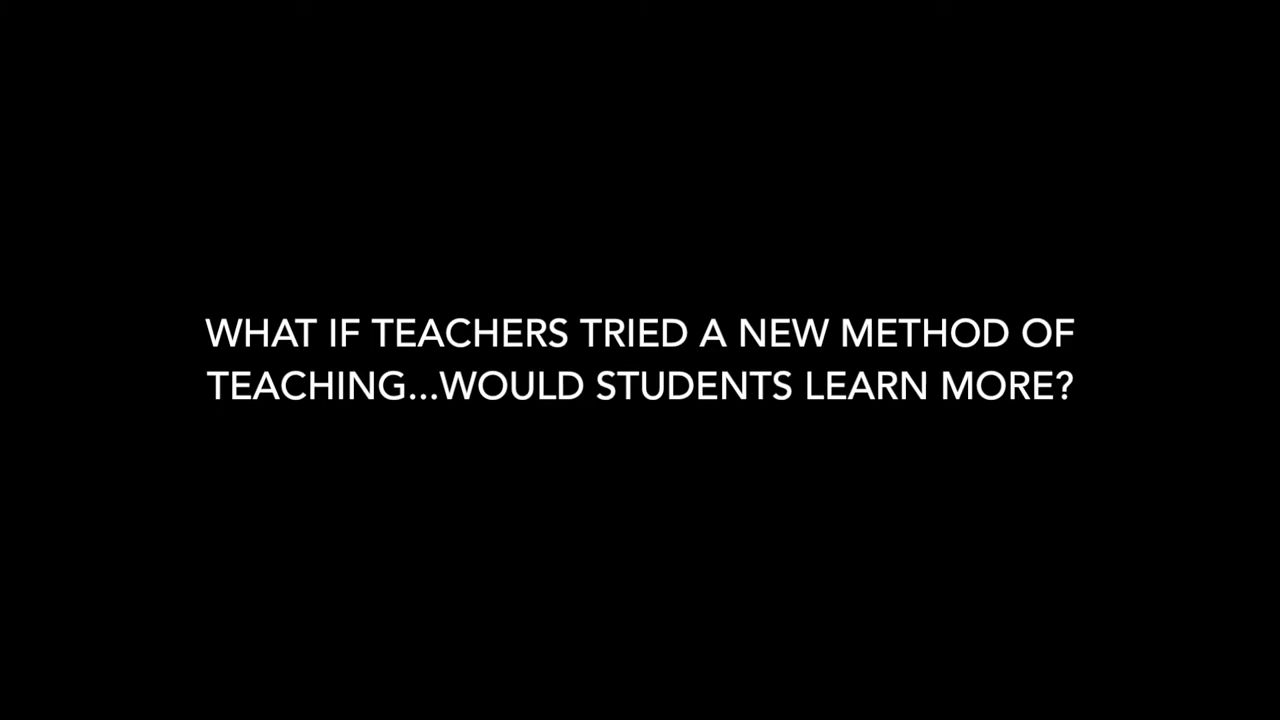 WHAT IF TEACHERS TRIED A NEW METHOD OF
TEACHING...WOULD STUDENTS LEARN MORE?